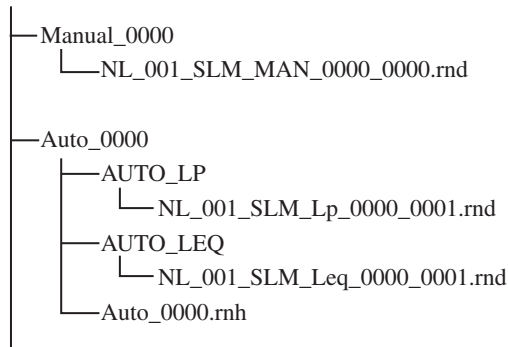 Manual_0000
NL_001_SLM_MAN_0000_0000.rnd
Auto_0000
AUTO_LP
NL_001_SLM_Lp_0000_0001.rnd
AUTO_LEQ
NL_001_SLM_Leq_0000_0001.rnd
Auto_0000.rnh